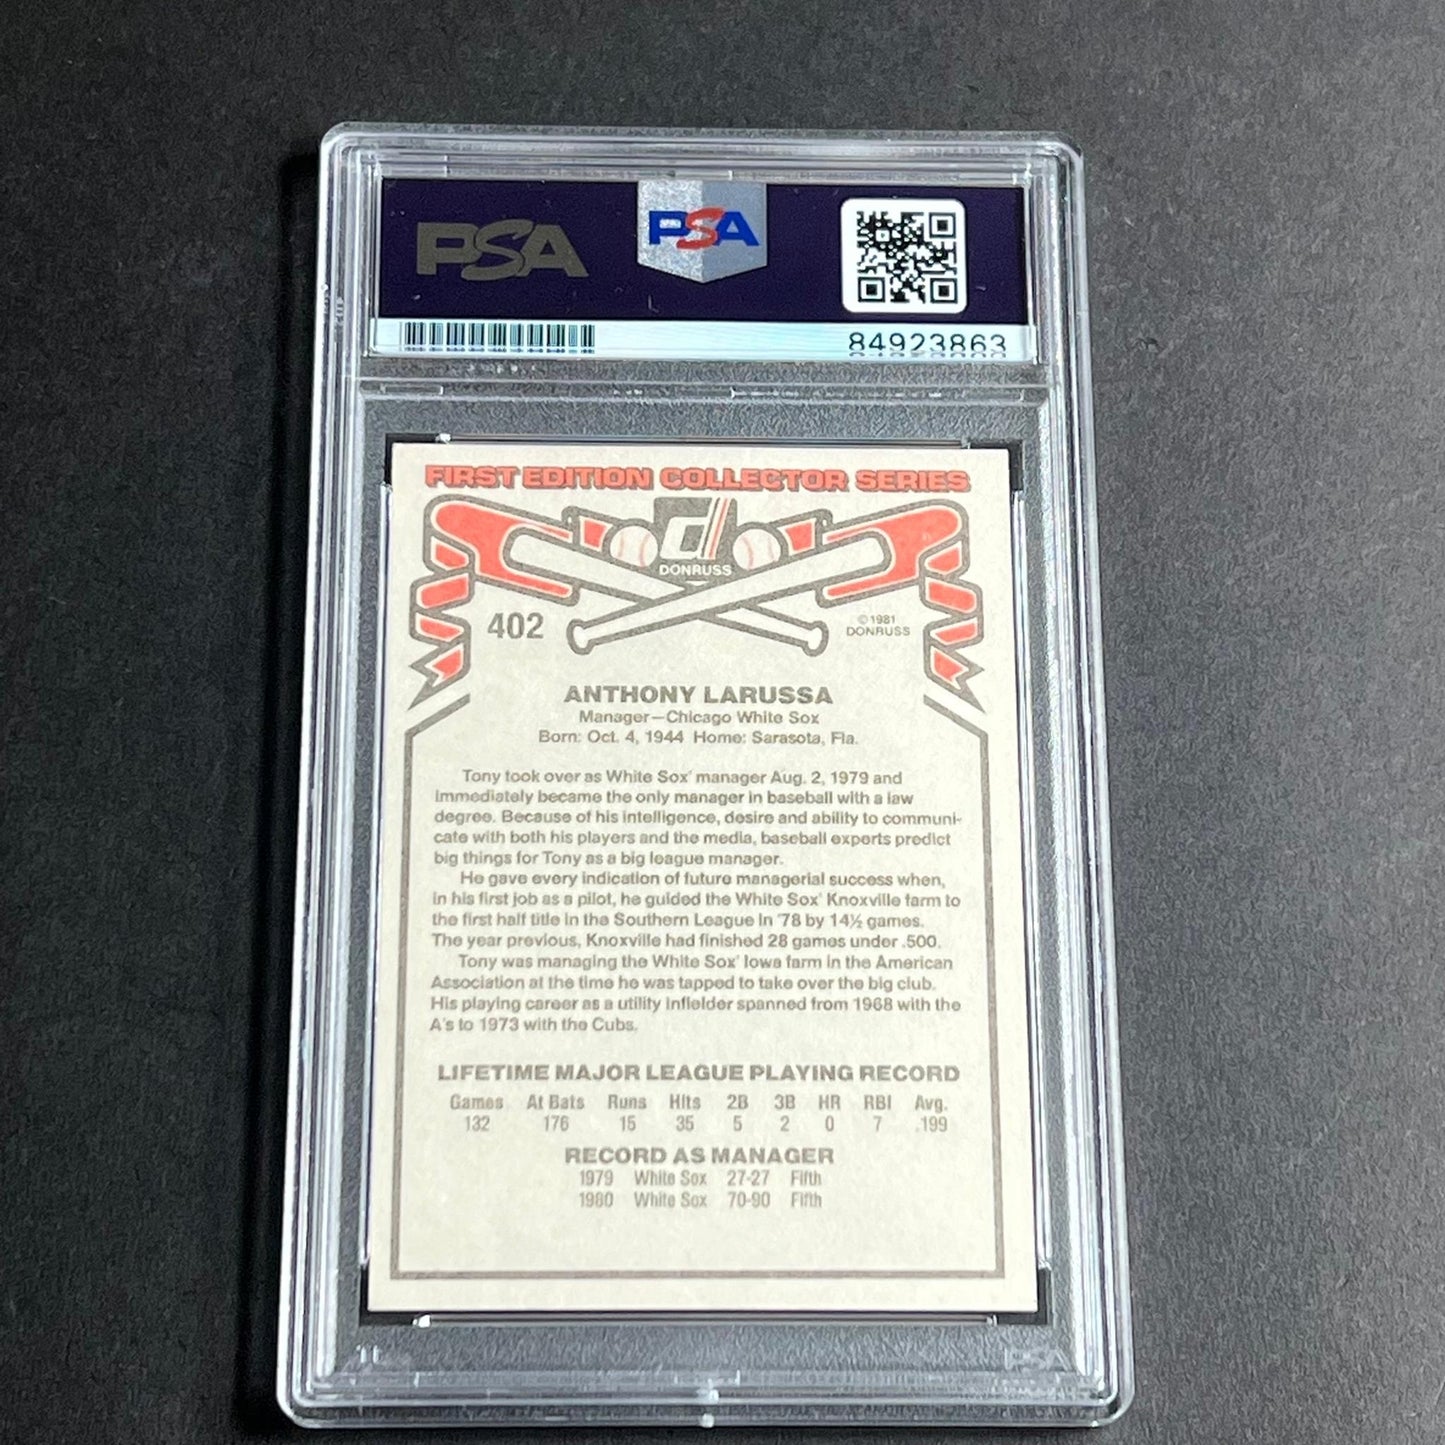 PSA
PSA
84923863
FIRST EDITION COLLECTOR SERIES
d
DONRUSS
402
©1981
DONRUSS
ANTHONY LARUSSA
Manager—Chicago White Sox
Born: Oct. 4, 1944 Home: Sarasota, Fla.
Tony took over as White Sox' manager Aug. 2, 1979 and
immediately became the only manager in baseball with a law
degree. Because of his intelligence, desire and ability to communi-
cate with both his players and the media, baseball experts predict
big things for Tony as a big league manager.
He gave every indication of future managerial success when,
in his first job as a pilot, he guided the White Sox' Knoxville farm to
the first half title in the Southern League in '78 by 14½ games.
The year previous, Knoxville had finished 28 games under .500.
Tony was managing the White Sox' Iowa farm in the American
Association at the time he was tapped to take over the big club.
His playing career as a utility infielder spanned from 1968 with the
A's to 1973 with the Cubs.
LIFETIME MAJOR LEAGUE PLAYING RECORD
Games At Bats Runs Hits 2B 3B HR RBI Avg.
132 176 15 35 5 2 0 7 .199
RECORD AS MANAGER
1979 White Sox 27-27 Fifth
1980 White Sox 70-90 Fifth